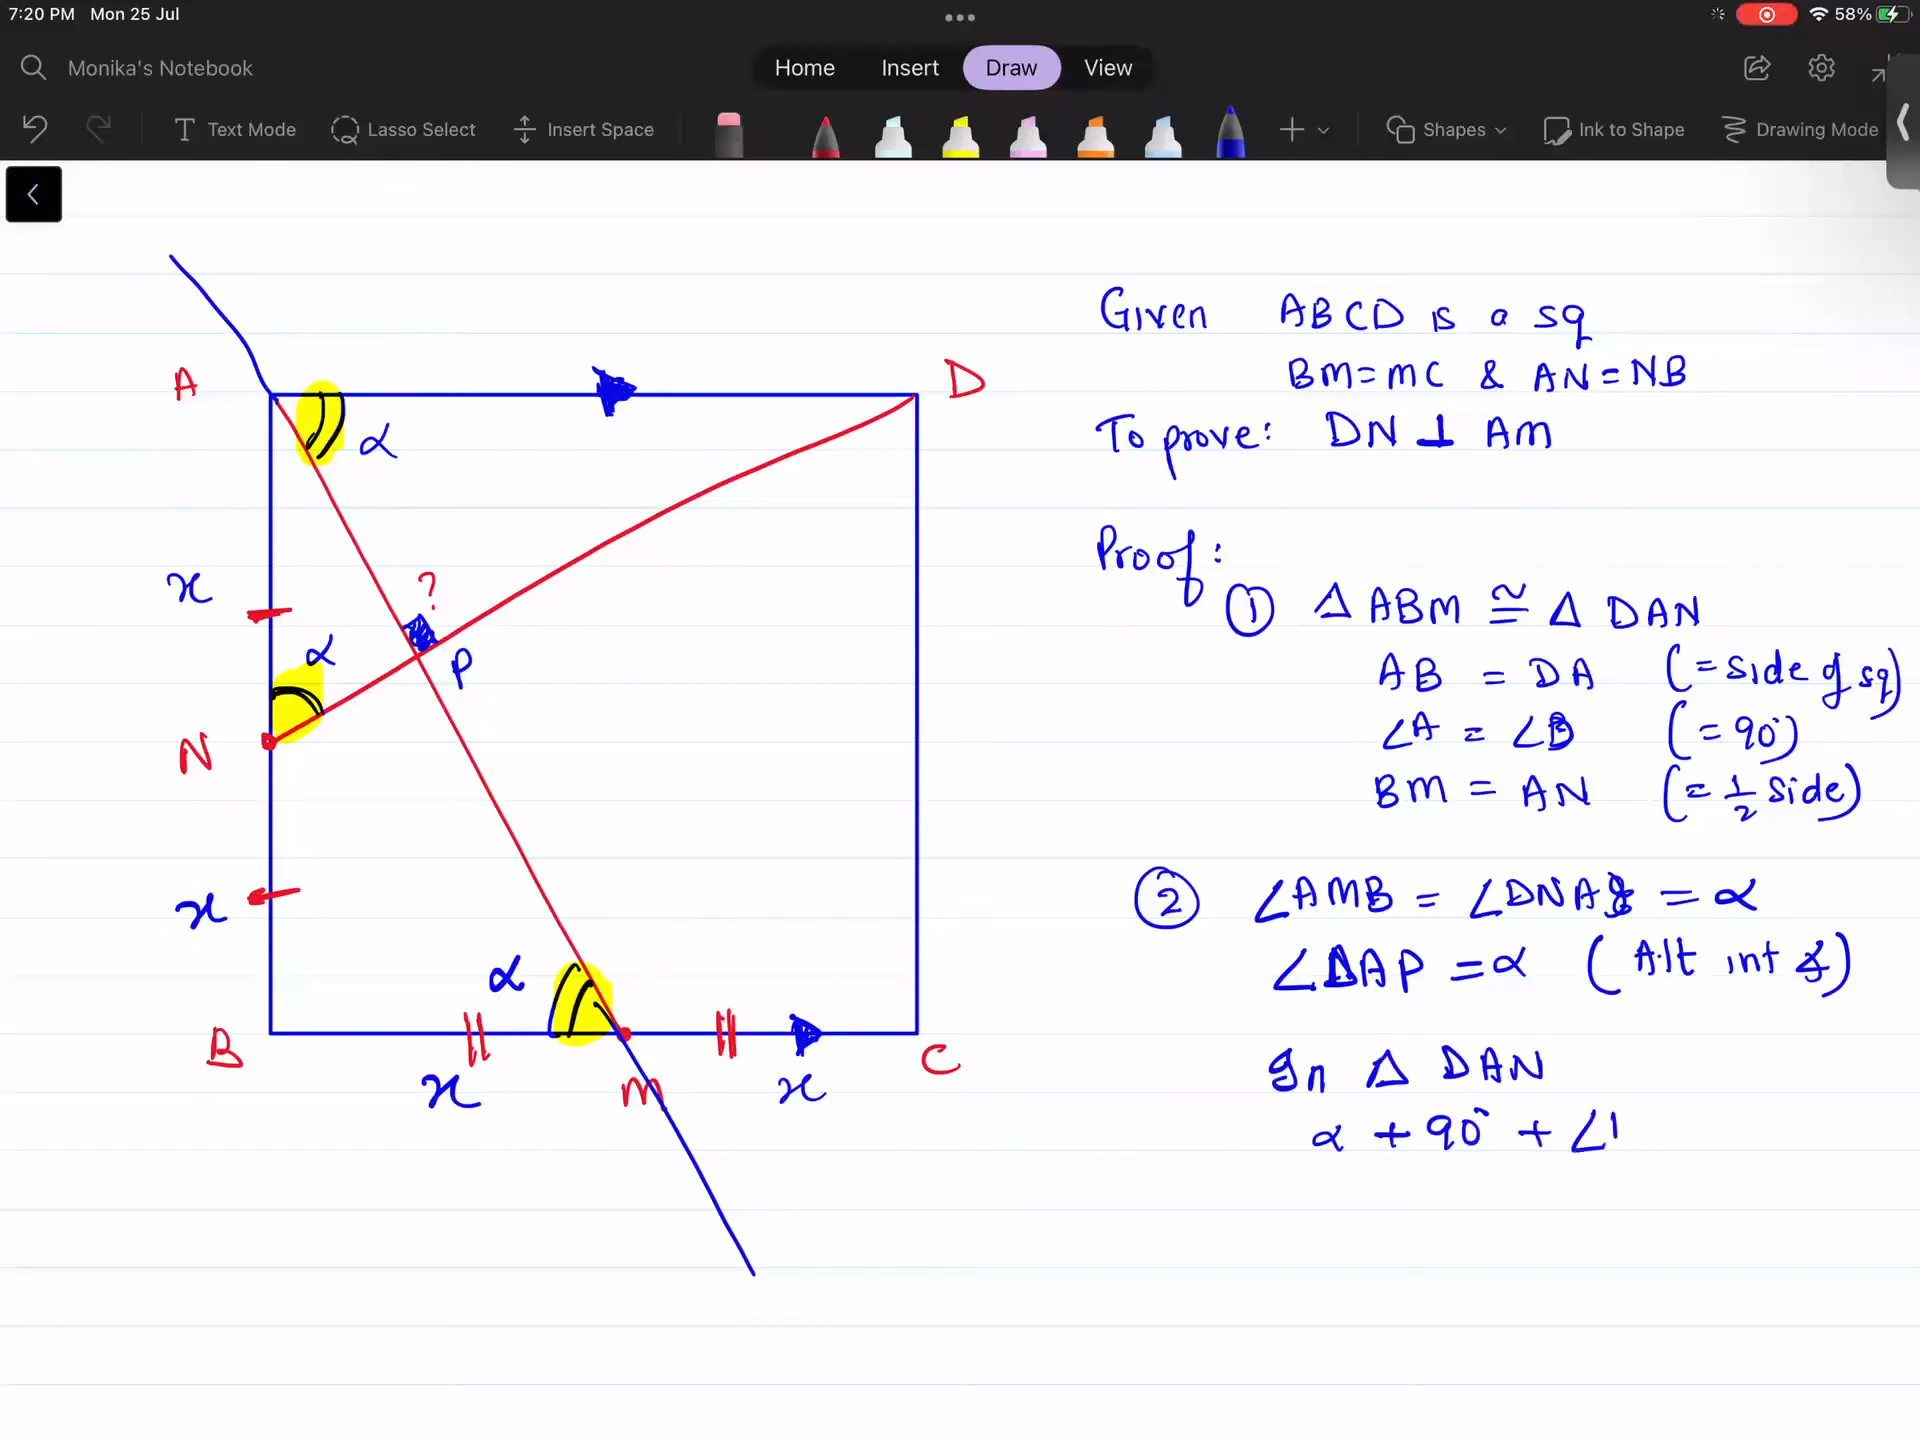 7:20 PM Mon 25 Jul
58%
Monika's Notebook
Home Insert Draw View
Text Mode Lasso Select Insert Space
Shapes Ink to Shape Drawing Mode
A
D
α
x
?
α
P
N
x
α
B
C
x
m
x
Given ABCD is a sq
BM = MC & AN = NB
To prove: DN ⊥ AM
Proof:
① Δ ABM ≅ Δ DAN
AB = DA (= side of sq)
∠A = ∠B (= 90°)
BM = AN (= 1/2 side)
② ∠AMB = ∠DNA = α
∠DAP = α (Alt int ∡)
In Δ DAN
α + 90° + ∠1